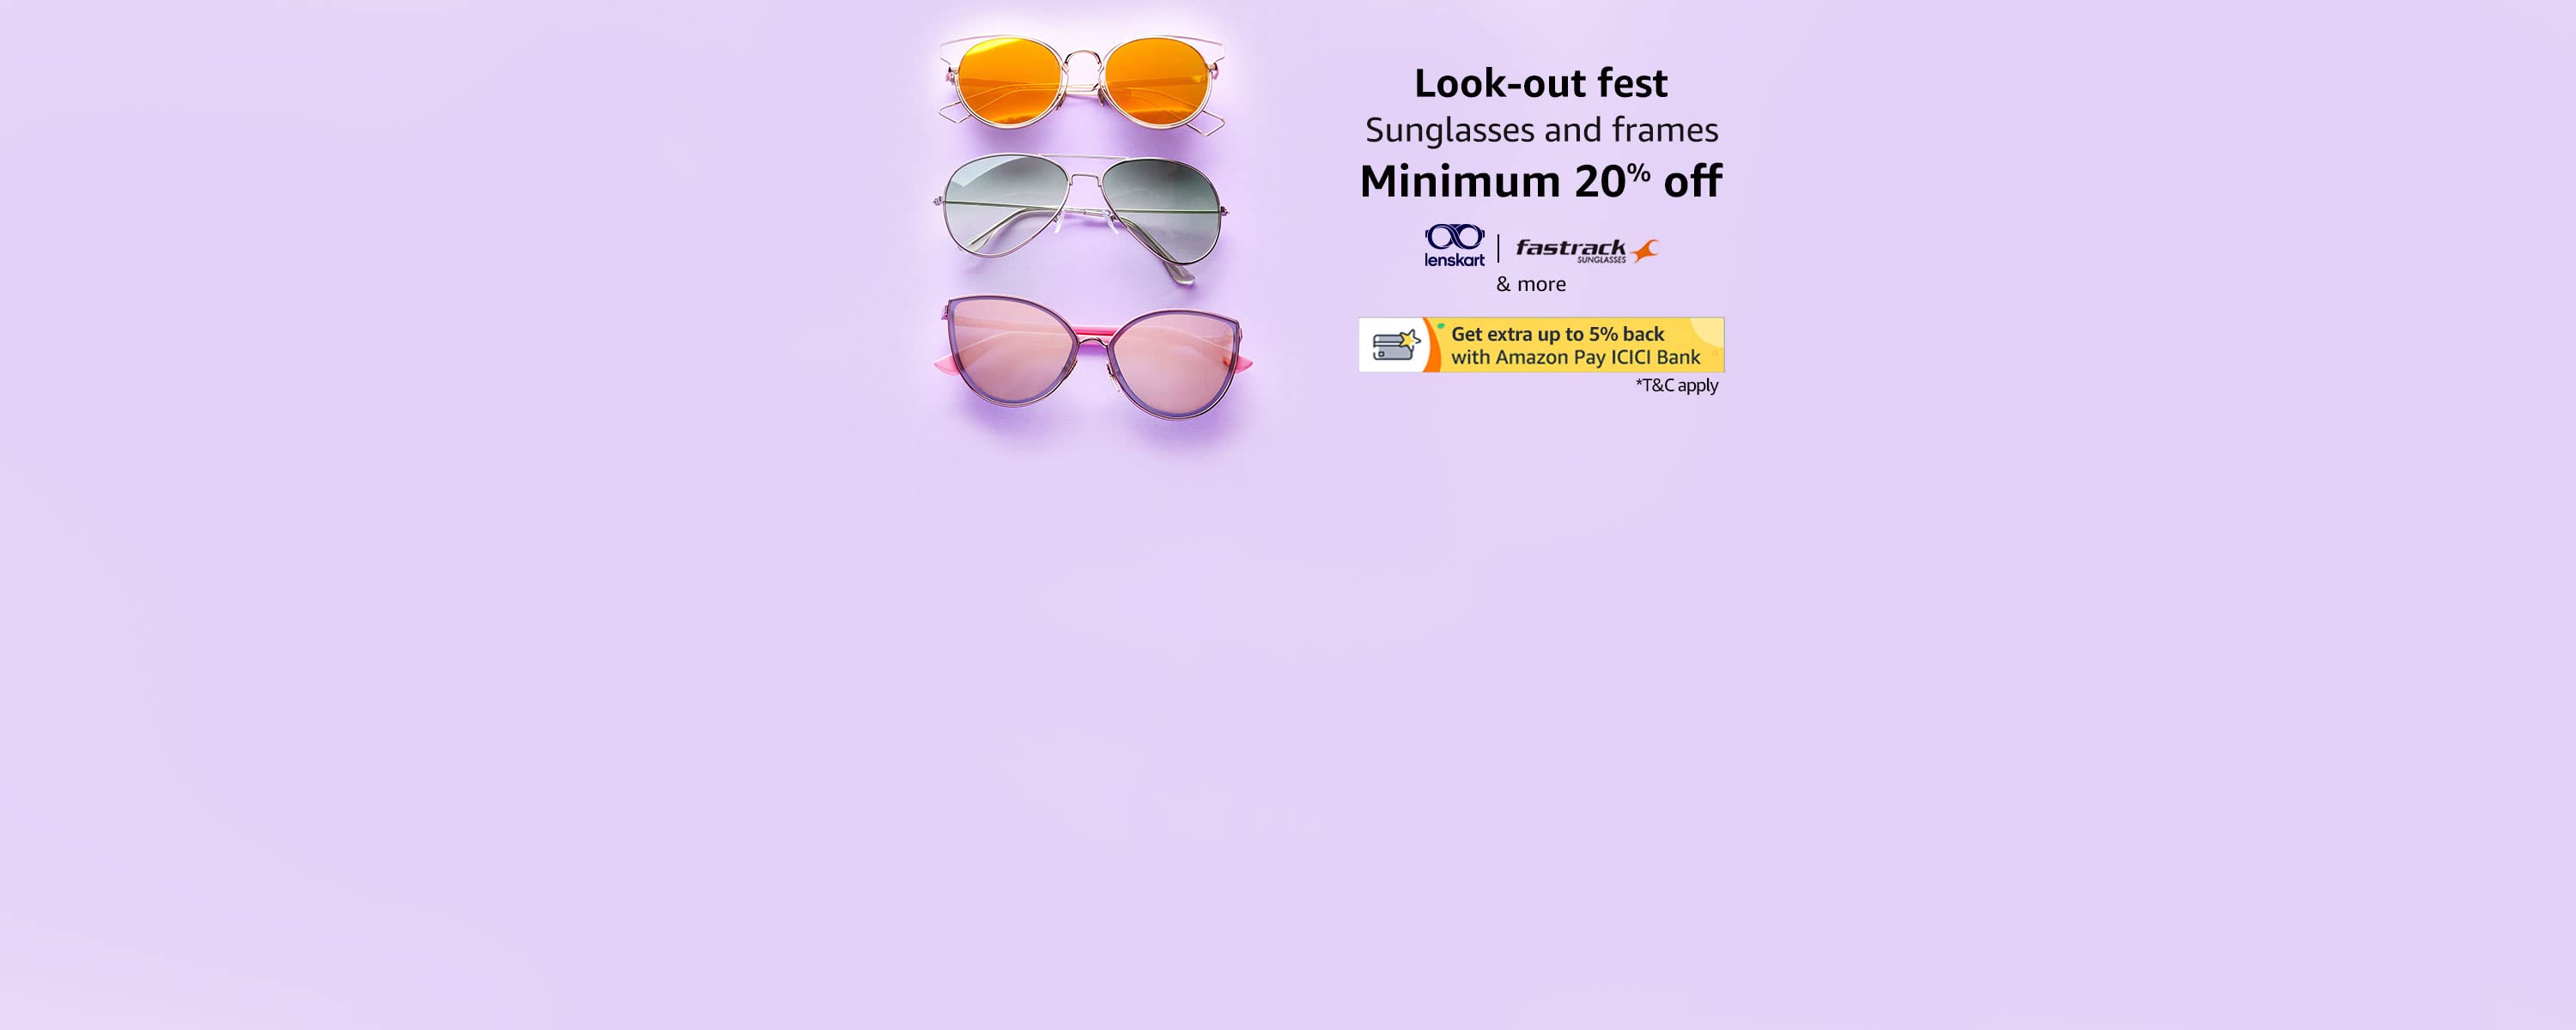 Look-out fest
Sunglasses and frames
Minimum 20% off
lenskart | fastrack
SUNGLASSES
& more
Get extra up to 5% back
with Amazon Pay ICICI Bank
*T&C apply